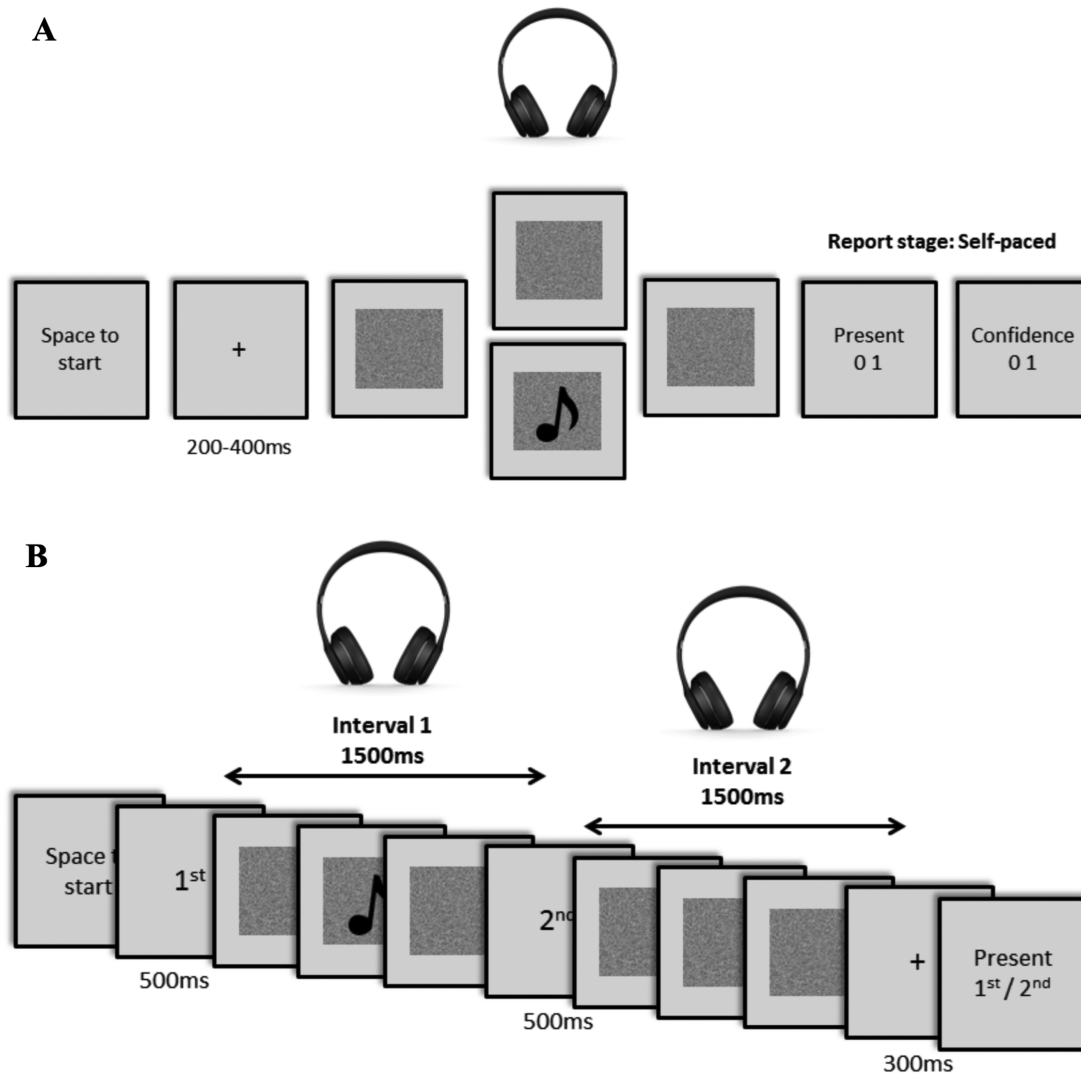 A
Report stage: Self-paced
Space to
start
+
Present
0 1
Confidence
0 1
200-400ms
B
Interval 1
1500ms
Interval 2
1500ms
Space t
start
1st
2nd
+
Present
1st / 2nd
500ms
500ms
300ms